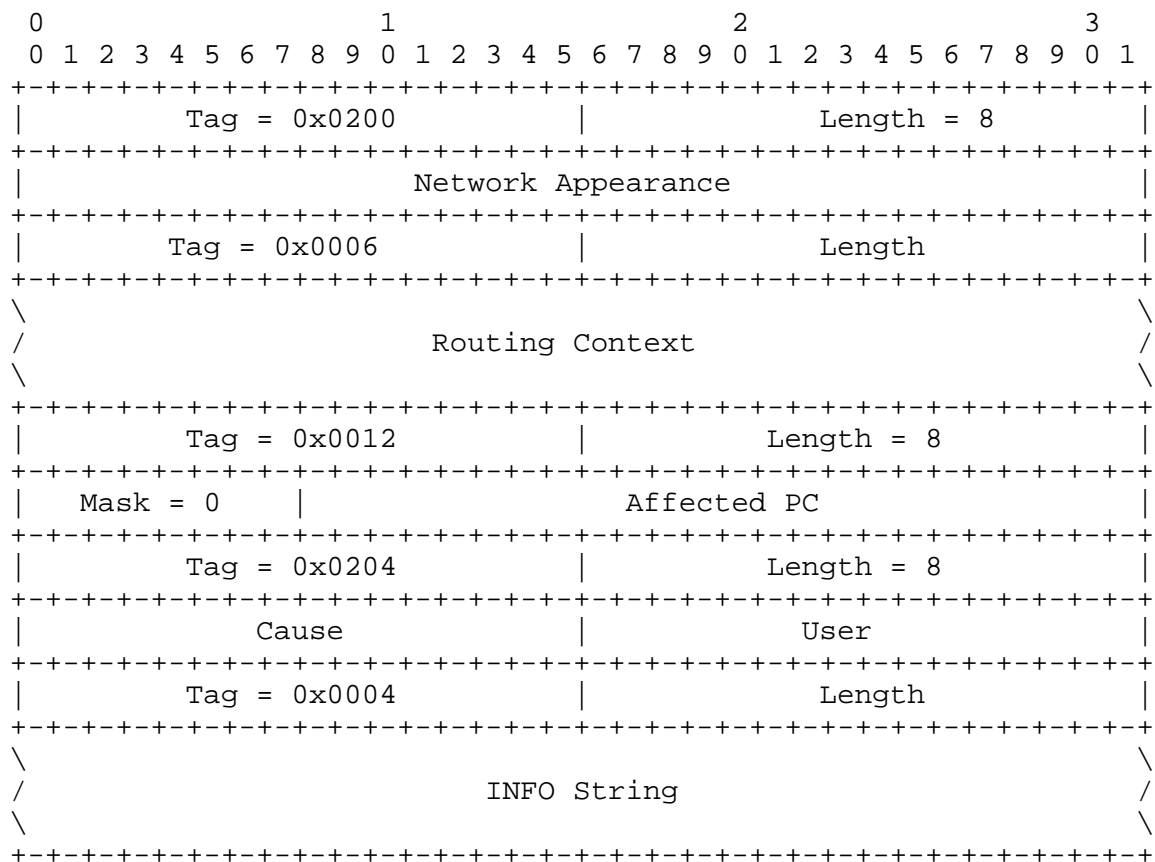 0                   1                   2                   3
 0 1 2 3 4 5 6 7 8 9 0 1 2 3 4 5 6 7 8 9 0 1 2 3 4 5 6 7 8 9 0 1
+-+-+-+-+-+-+-+-+-+-+-+-+-+-+-+-+-+-+-+-+-+-+-+-+-+-+-+-+-+-+-+-+
|         Tag = 0x0200          |             Length = 8        |
+-+-+-+-+-+-+-+-+-+-+-+-+-+-+-+-+-+-+-+-+-+-+-+-+-+-+-+-+-+-+-+-+
|                      Network Appearance                       |
+-+-+-+-+-+-+-+-+-+-+-+-+-+-+-+-+-+-+-+-+-+-+-+-+-+-+-+-+-+-+-+-+
|        Tag = 0x0006           |             Length            |
+-+-+-+-+-+-+-+-+-+-+-+-+-+-+-+-+-+-+-+-+-+-+-+-+-+-+-+-+-+-+-+-+
\                                                               \
/                       Routing Context                         /
\                                                               \
+-+-+-+-+-+-+-+-+-+-+-+-+-+-+-+-+-+-+-+-+-+-+-+-+-+-+-+-+-+-+-+-+
|         Tag = 0x0012          |          Length = 8           |
+-+-+-+-+-+-+-+-+-+-+-+-+-+-+-+-+-+-+-+-+-+-+-+-+-+-+-+-+-+-+-+-+
|   Mask = 0    |                  Affected PC                  |
+-+-+-+-+-+-+-+-+-+-+-+-+-+-+-+-+-+-+-+-+-+-+-+-+-+-+-+-+-+-+-+-+
|         Tag = 0x0204          |          Length = 8           |
+-+-+-+-+-+-+-+-+-+-+-+-+-+-+-+-+-+-+-+-+-+-+-+-+-+-+-+-+-+-+-+-+
|             Cause             |            User               |
+-+-+-+-+-+-+-+-+-+-+-+-+-+-+-+-+-+-+-+-+-+-+-+-+-+-+-+-+-+-+-+-+
|         Tag = 0x0004          |             Length            |
+-+-+-+-+-+-+-+-+-+-+-+-+-+-+-+-+-+-+-+-+-+-+-+-+-+-+-+-+-+-+-+-+
\                                                               \
/                          INFO String                          /
\                                                               \
+-+-+-+-+-+-+-+-+-+-+-+-+-+-+-+-+-+-+-+-+-+-+-+-+-+-+-+-+-+-+-+-+